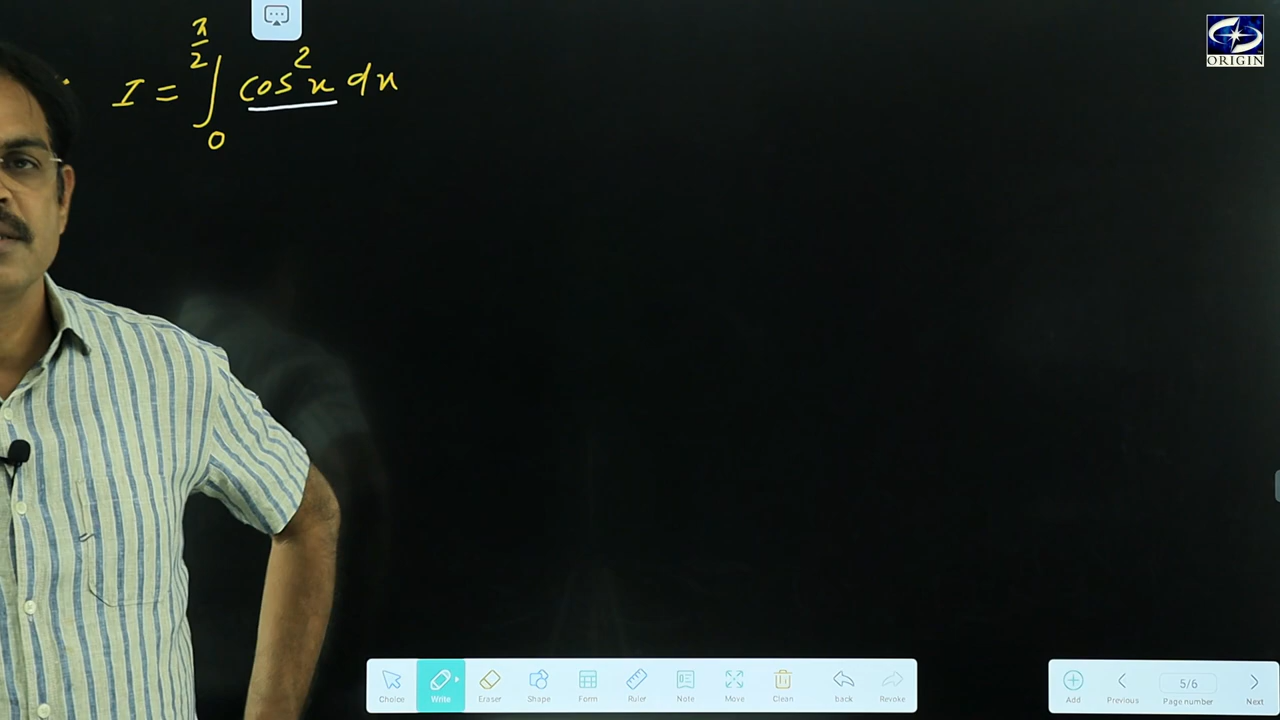 I = ∫₀^(π/2) cos² x dx
ORIGIN
Choice Write Eraser Shape Form Ruler Note Move Clean back Revoke
Add Previous 5/6 Page number Next